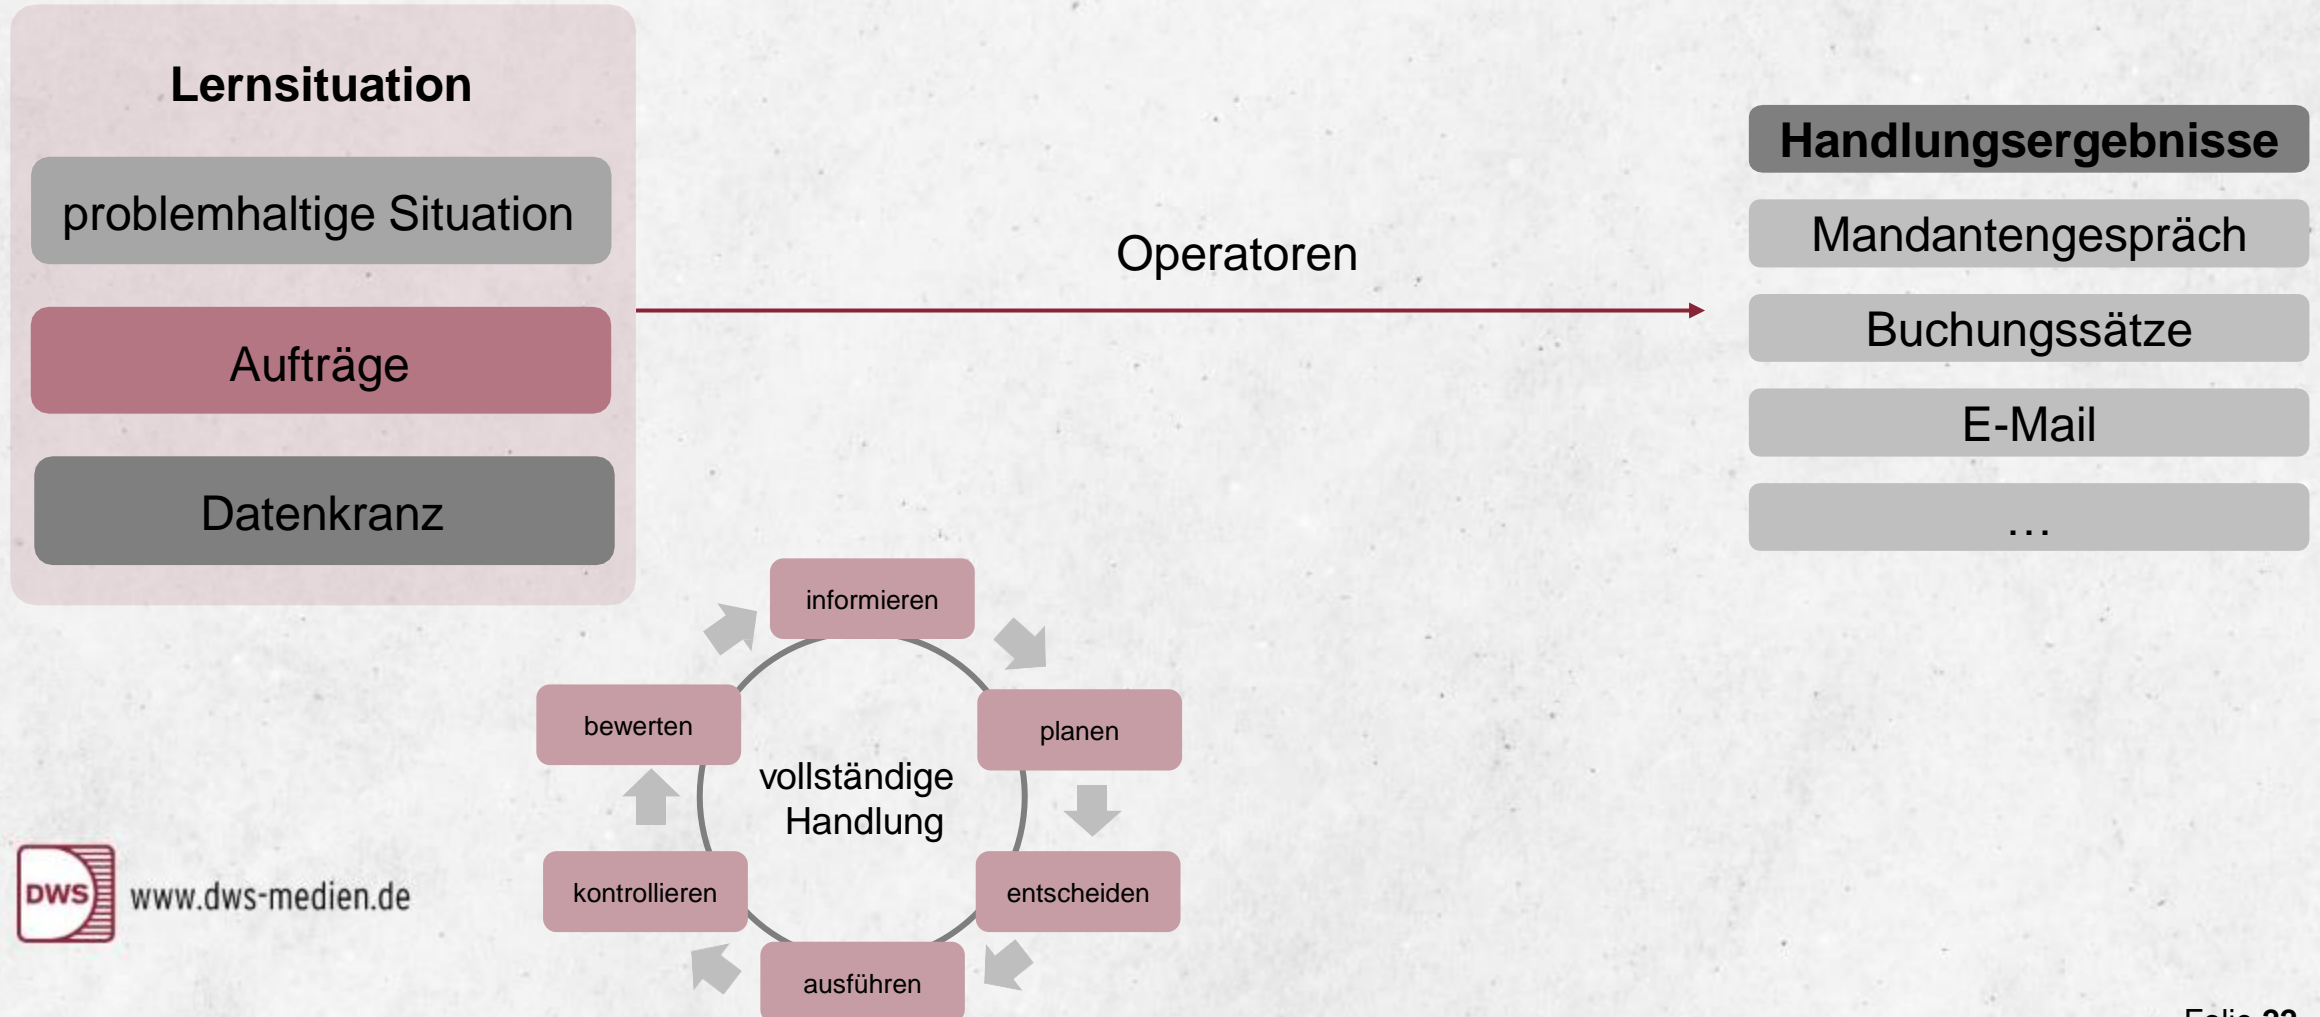 Lernsituation
problemhaltige Situation
Aufträge
Datenkranz
Operatoren
Handlungsergebnisse
Mandantengespräch
Buchungssätze
E-Mail
...
informieren
planen
entscheiden
ausführen
kontrollieren
bewerten
vollständige
Handlung
DWS
www.dws-medien.de
Folie